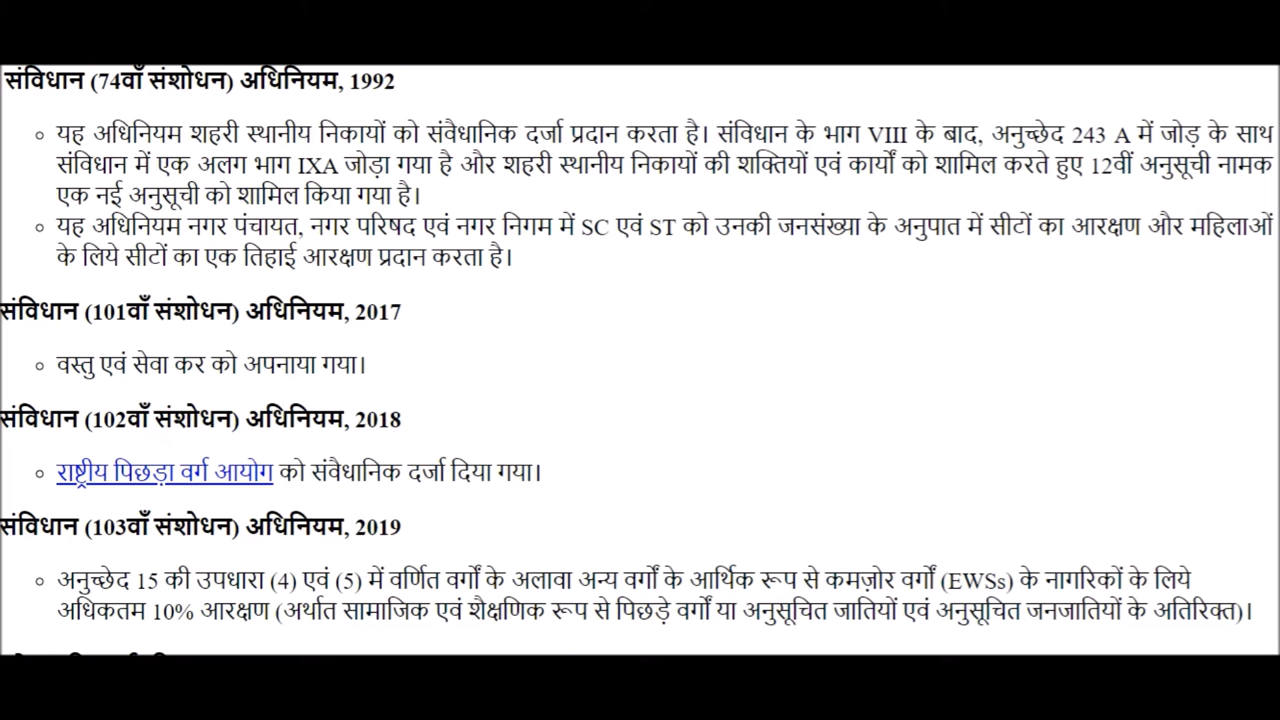 संविधान (74वाँ संशोधन) अधिनियम, 1992
यह अधिनियम शहरी स्थानीय निकायों को संवैधानिक दर्जा प्रदान करता है। संविधान के भाग VIII के बाद, अनुच्छेद 243 A में जोड़ के साथ
संविधान में एक अलग भाग IXA जोड़ा गया है और शहरी स्थानीय निकायों की शक्तियों एवं कार्यों को शामिल करते हुए 12वीं अनुसूची नामक
एक नई अनुसूची को शामिल किया गया है।
यह अधिनियम नगर पंचायत, नगर परिषद एवं नगर निगम में SC एवं ST को उनकी जनसंख्या के अनुपात में सीटों का आरक्षण और महिलाओं
के लिये सीटों का एक तिहाई आरक्षण प्रदान करता है।
संविधान (101वाँ संशोधन) अधिनियम, 2017
वस्तु एवं सेवा कर को अपनाया गया।
संविधान (102वाँ संशोधन) अधिनियम, 2018
राष्ट्रीय पिछड़ा वर्ग आयोग को संवैधानिक दर्जा दिया गया।
संविधान (103वाँ संशोधन) अधिनियम, 2019
अनुच्छेद 15 की उपधारा (4) एवं (5) में वर्णित वर्गों के अलावा अन्य वर्गों के आर्थिक रूप से कमज़ोर वर्गों (EWSs) के नागरिकों के लिये
अधिकतम 10% आरक्षण (अर्थात सामाजिक एवं शैक्षणिक रूप से पिछड़े वर्गों या अनुसूचित जातियों एवं अनुसूचित जनजातियों के अतिरिक्त)।